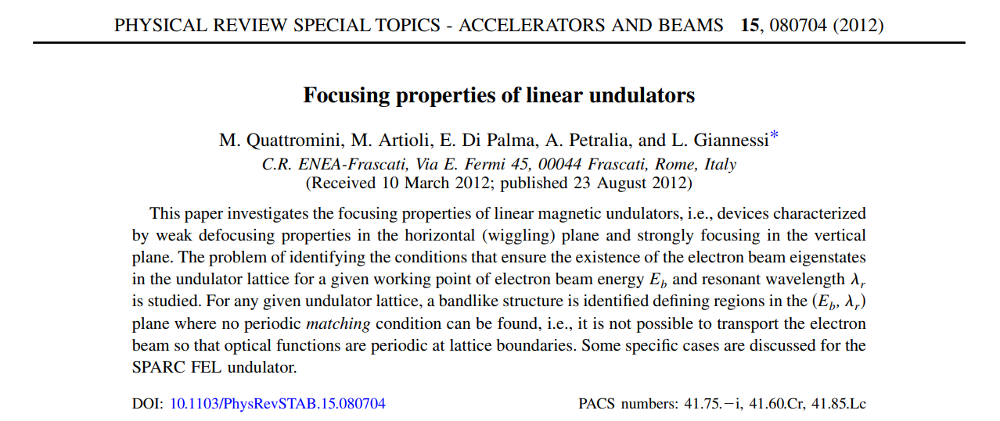 PHYSICAL REVIEW SPECIAL TOPICS - ACCELERATORS AND BEAMS 15, 080704 (2012)
Focusing properties of linear undulators
M. Quattromini, M. Artioli, E. Di Palma, A. Petralia, and L. Giannessi*
C.R. ENEA-Frascati, Via E. Fermi 45, 00044 Frascati, Rome, Italy
(Received 10 March 2012; published 23 August 2012)
This paper investigates the focusing properties of linear magnetic undulators, i.e., devices characterized
by weak defocusing properties in the horizontal (wiggling) plane and strongly focusing in the vertical
plane. The problem of identifying the conditions that ensure the existence of the electron beam eigenstates
in the undulator lattice for a given working point of electron beam energy E_b and resonant wavelength λ_r
is studied. For any given undulator lattice, a bandlike structure is identified defining regions in the (E_b, λ_r)
plane where no periodic matching condition can be found, i.e., it is not possible to transport the electron
beam so that optical functions are periodic at lattice boundaries. Some specific cases are discussed for the
SPARC FEL undulator.
DOI: 10.1103/PhysRevSTAB.15.080704 PACS numbers: 41.75.−i, 41.60.Cr, 41.85.Lc